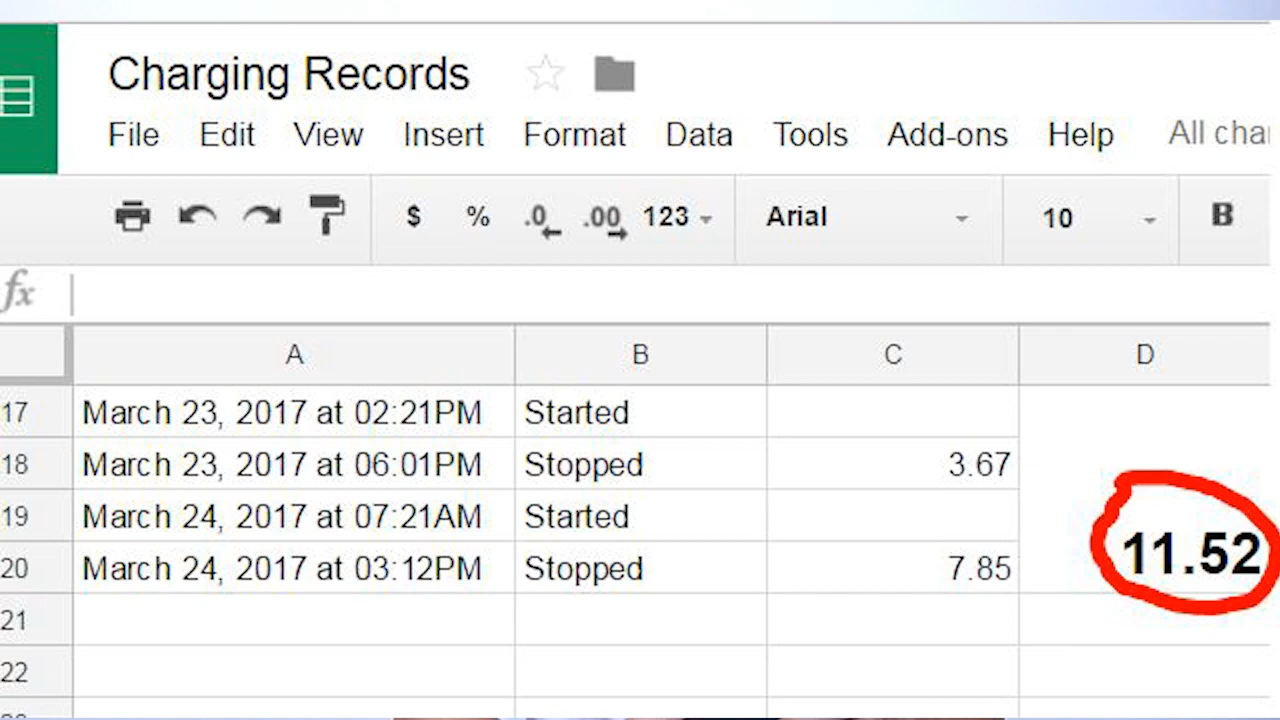 Charging Records
File Edit View Insert Format Data Tools Add-ons Help All
$ % .0 .00 123 Arial 10 B
fx
A B C D
17 March 23, 2017 at 02:21PM Started
18 March 23, 2017 at 06:01PM Stopped 3.67
19 March 24, 2017 at 07:21AM Started
20 March 24, 2017 at 03:12PM Stopped 7.85 11.52
21
22